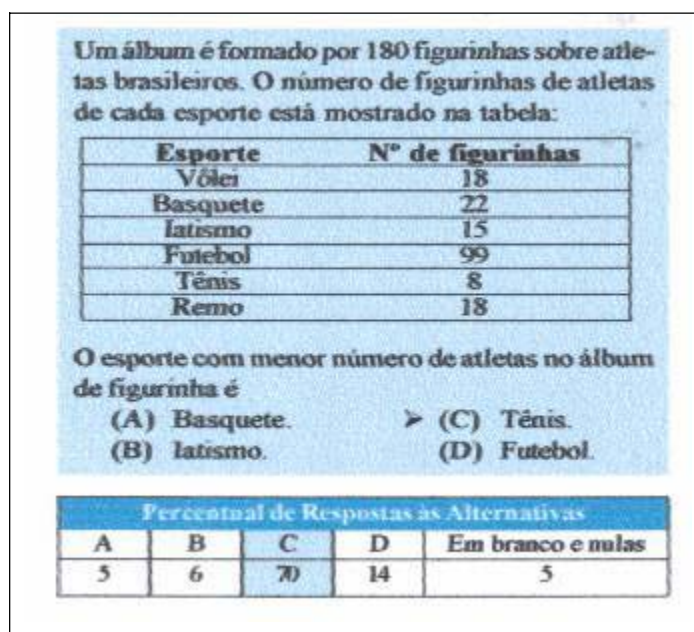 Um álbum é formado por 180 figurinhas sobre atle-
tas brasileiros. O número de figurinhas de atletas
de cada esporte está mostrado na tabela:
Esporte Nº de figurinhas
Vôlei 18
Basquete 22
Iatismo 15
Futebol 99
Tênis 8
Remo 18
O esporte com menor número de atletas no álbum
de figurinha é
(A) Basquete. ➤ (C) Tênis.
(B) Iatismo. (D) Futebol.
Percentual de Respostas às Alternativas
A B C D Em branco e nulas
5 6 70 14 5